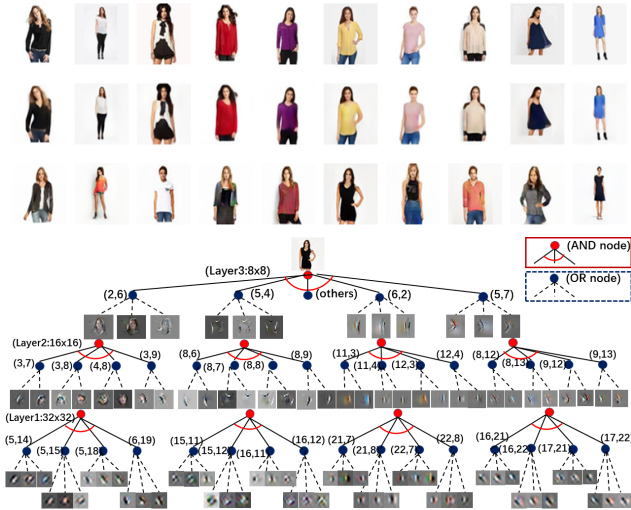 (AND node)
(Layer3:8x8)
(OR node)
(2,6) (5,4) (others) (6,2) (5,7)
(Layer2:16x16)
(3,7) (3,8) (4,8) (3,9) (8,6) (8,7) (8,8) (8,9) (11,3) (11,4) (12,3) (12,4) (8,12) (8,13) (9,12) (9,13)
(Layer1:32x32)
(5,14) (5,15) (5,18) (6,19) (15,11) (15,12) (16,11) (16,12) (21,7) (21,8) (22,7) (22,8) (16,21) (16,22) (17,21) (17,22)